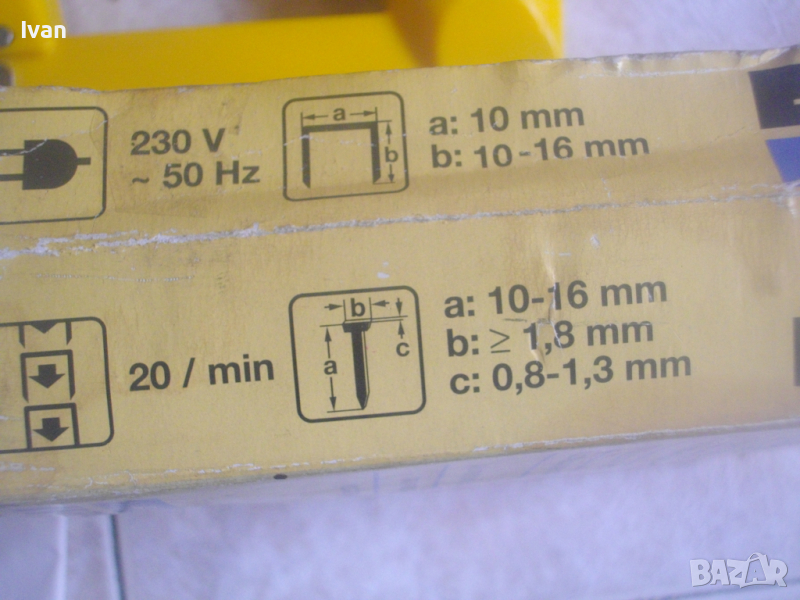 Ivan
230 V
~ 50 Hz
a
b
a: 10 mm
b: 10-16 mm
20 / min
b
a
c
a: 10-16 mm
b: ≥ 1,8 mm
c: 0,8-1,3 mm
BAZAR